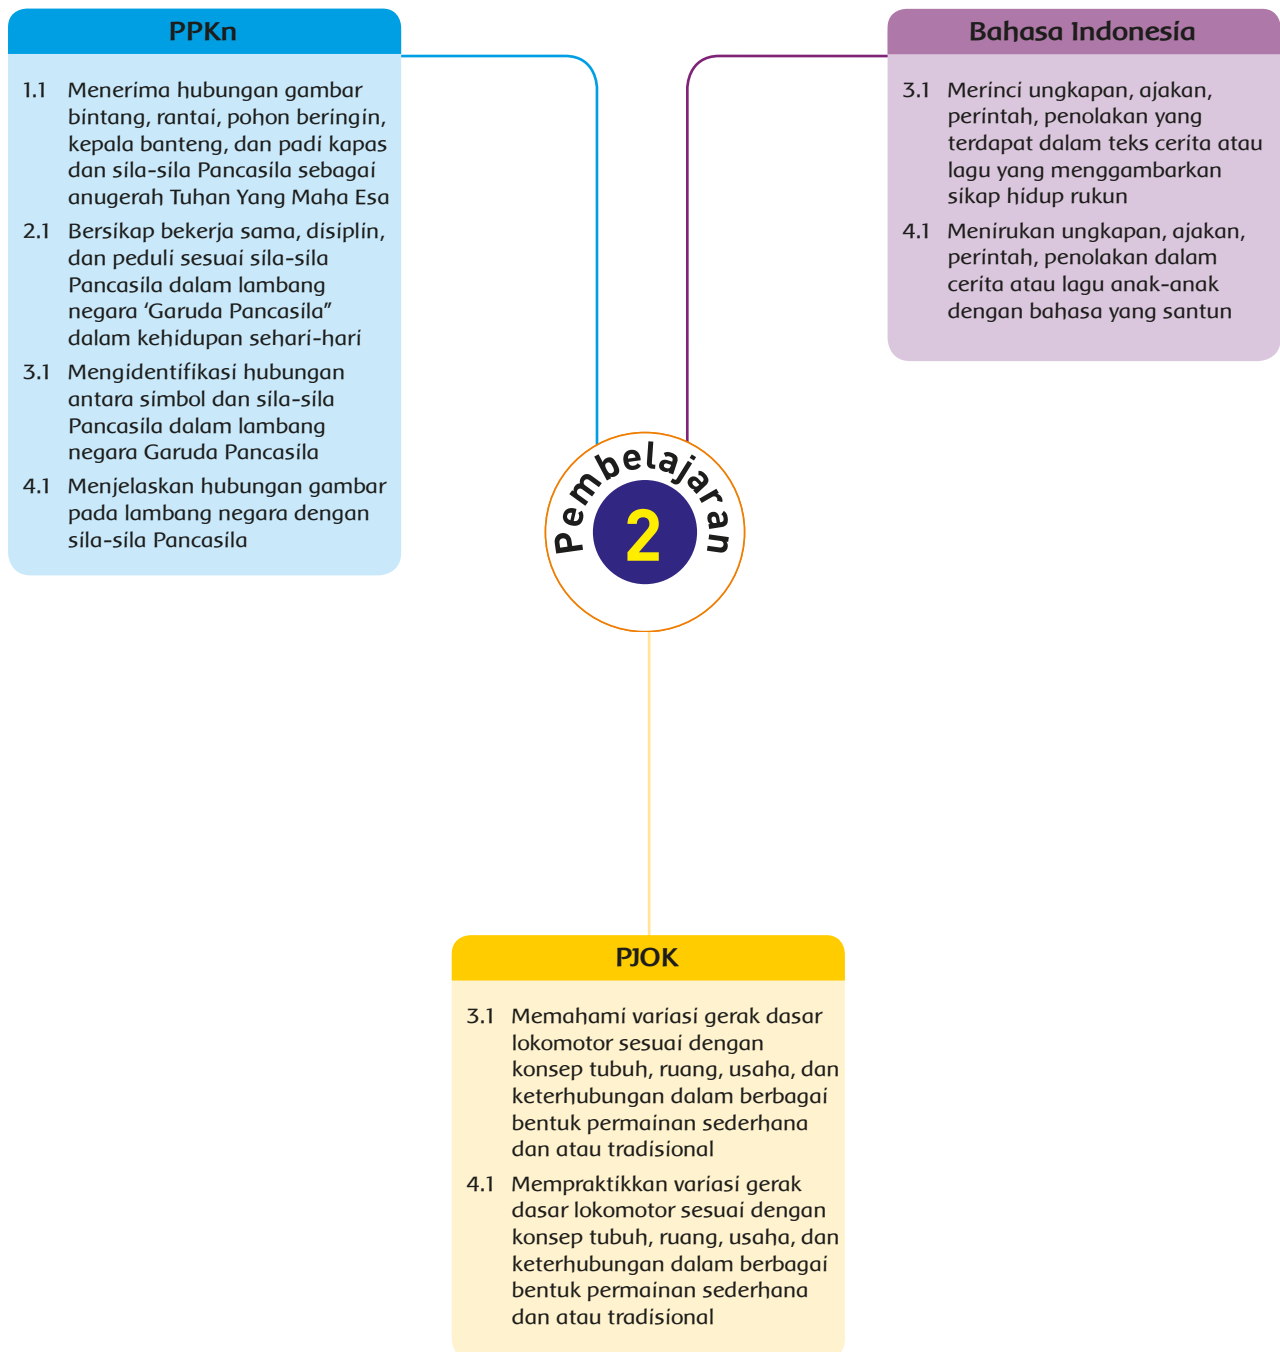 PPKn
1.1 Menerima hubungan gambar
bintang, rantai, pohon beringin,
kepala banteng, dan padi kapas
dan sila-sila Pancasila sebagai
anugerah Tuhan Yang Maha Esa
2.1 Bersikap bekerja sama, disiplin,
dan peduli sesuai sila-sila
Pancasila dalam lambang
negara ‘Garuda Pancasila”
dalam kehidupan sehari-hari
3.1 Mengidentifikasi hubungan
antara simbol dan sila-sila
Pancasila dalam lambang
negara Garuda Pancasila
4.1 Menjelaskan hubungan gambar
pada lambang negara dengan
sila-sila Pancasila
Bahasa Indonesia
3.1 Merinci ungkapan, ajakan,
perintah, penolakan yang
terdapat dalam teks cerita atau
lagu yang menggambarkan
sikap hidup rukun
4.1 Menirukan ungkapan, ajakan,
perintah, penolakan dalam
cerita atau lagu anak-anak
dengan bahasa yang santun
Pembelajaran
2
PJOK
3.1 Memahami variasi gerak dasar
lokomotor sesuai dengan
konsep tubuh, ruang, usaha, dan
keterhubungan dalam berbagai
bentuk permainan sederhana
dan atau tradisional
4.1 Mempraktikkan variasi gerak
dasar lokomotor sesuai dengan
konsep tubuh, ruang, usaha, dan
keterhubungan dalam berbagai
bentuk permainan sederhana
dan atau tradisional